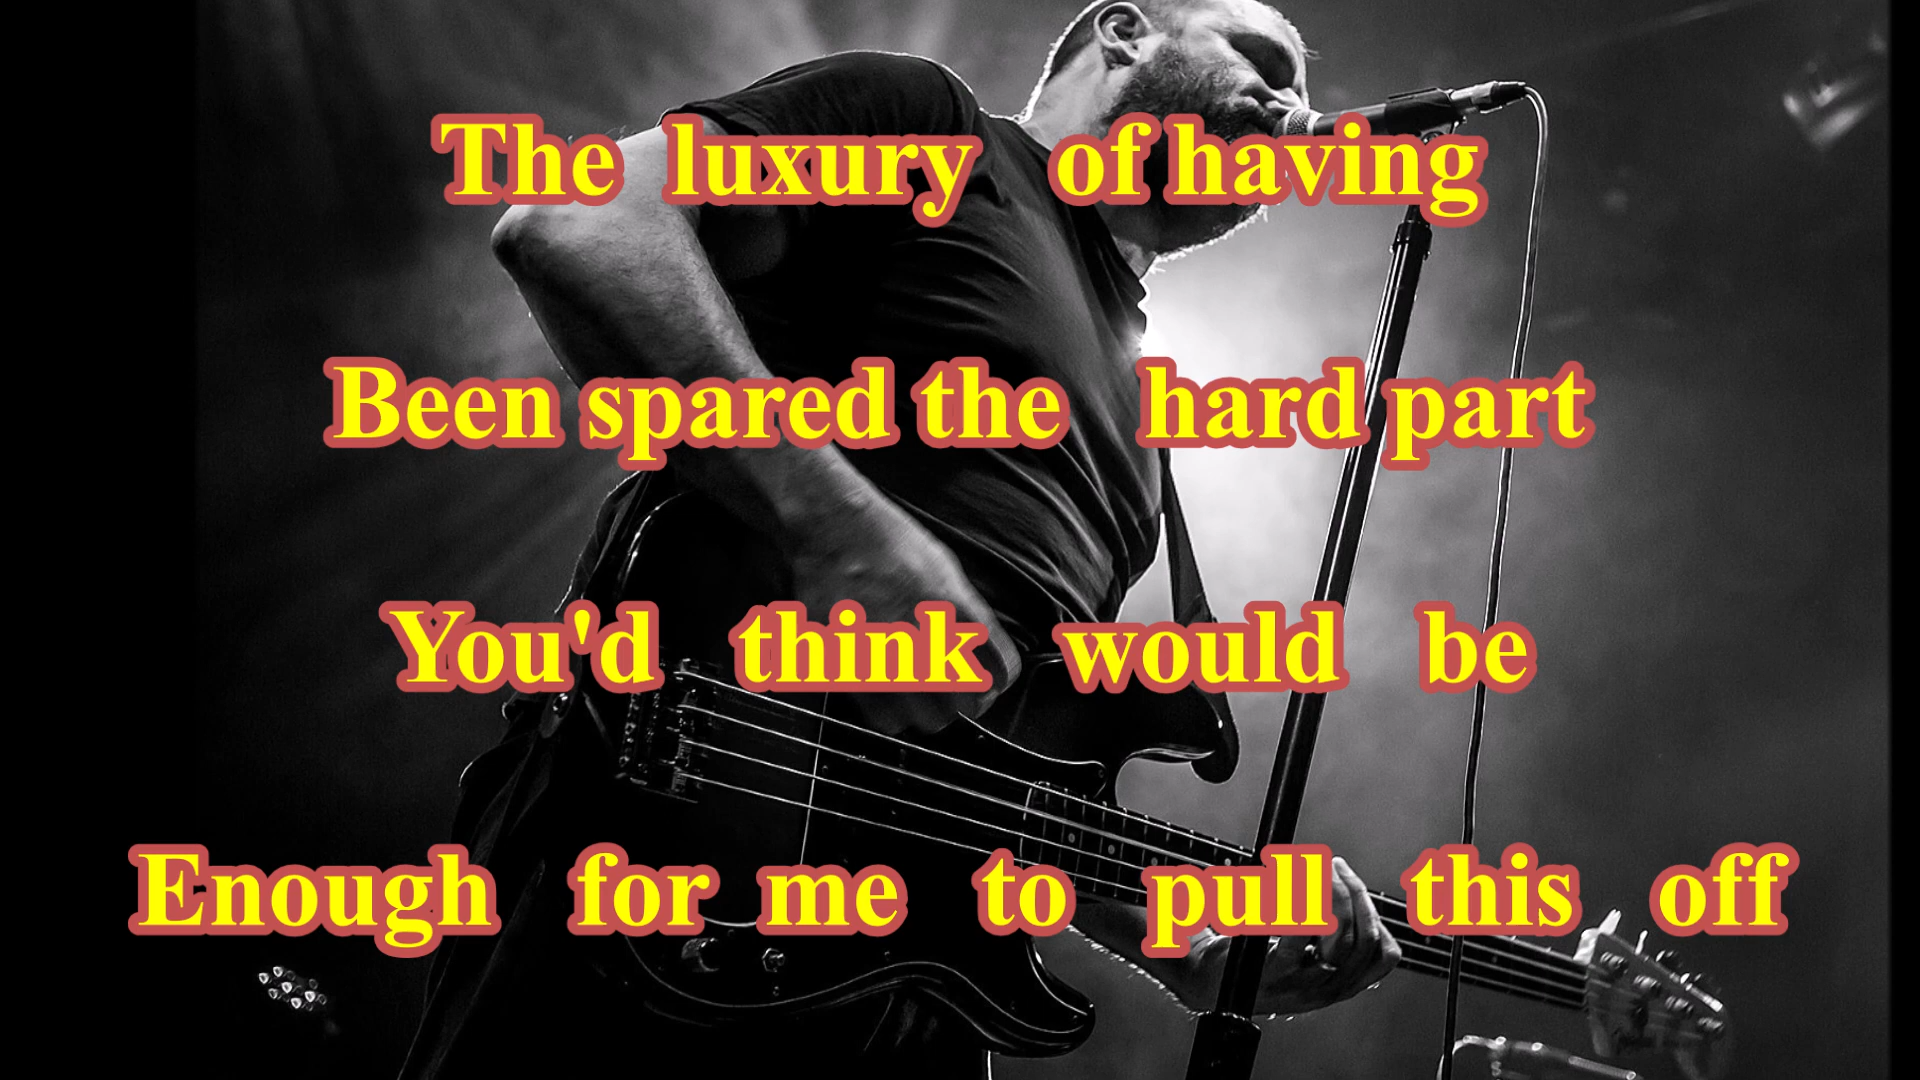 The luxury of having
Been spared the hard part
You'd think would be
Enough for me to pull this off